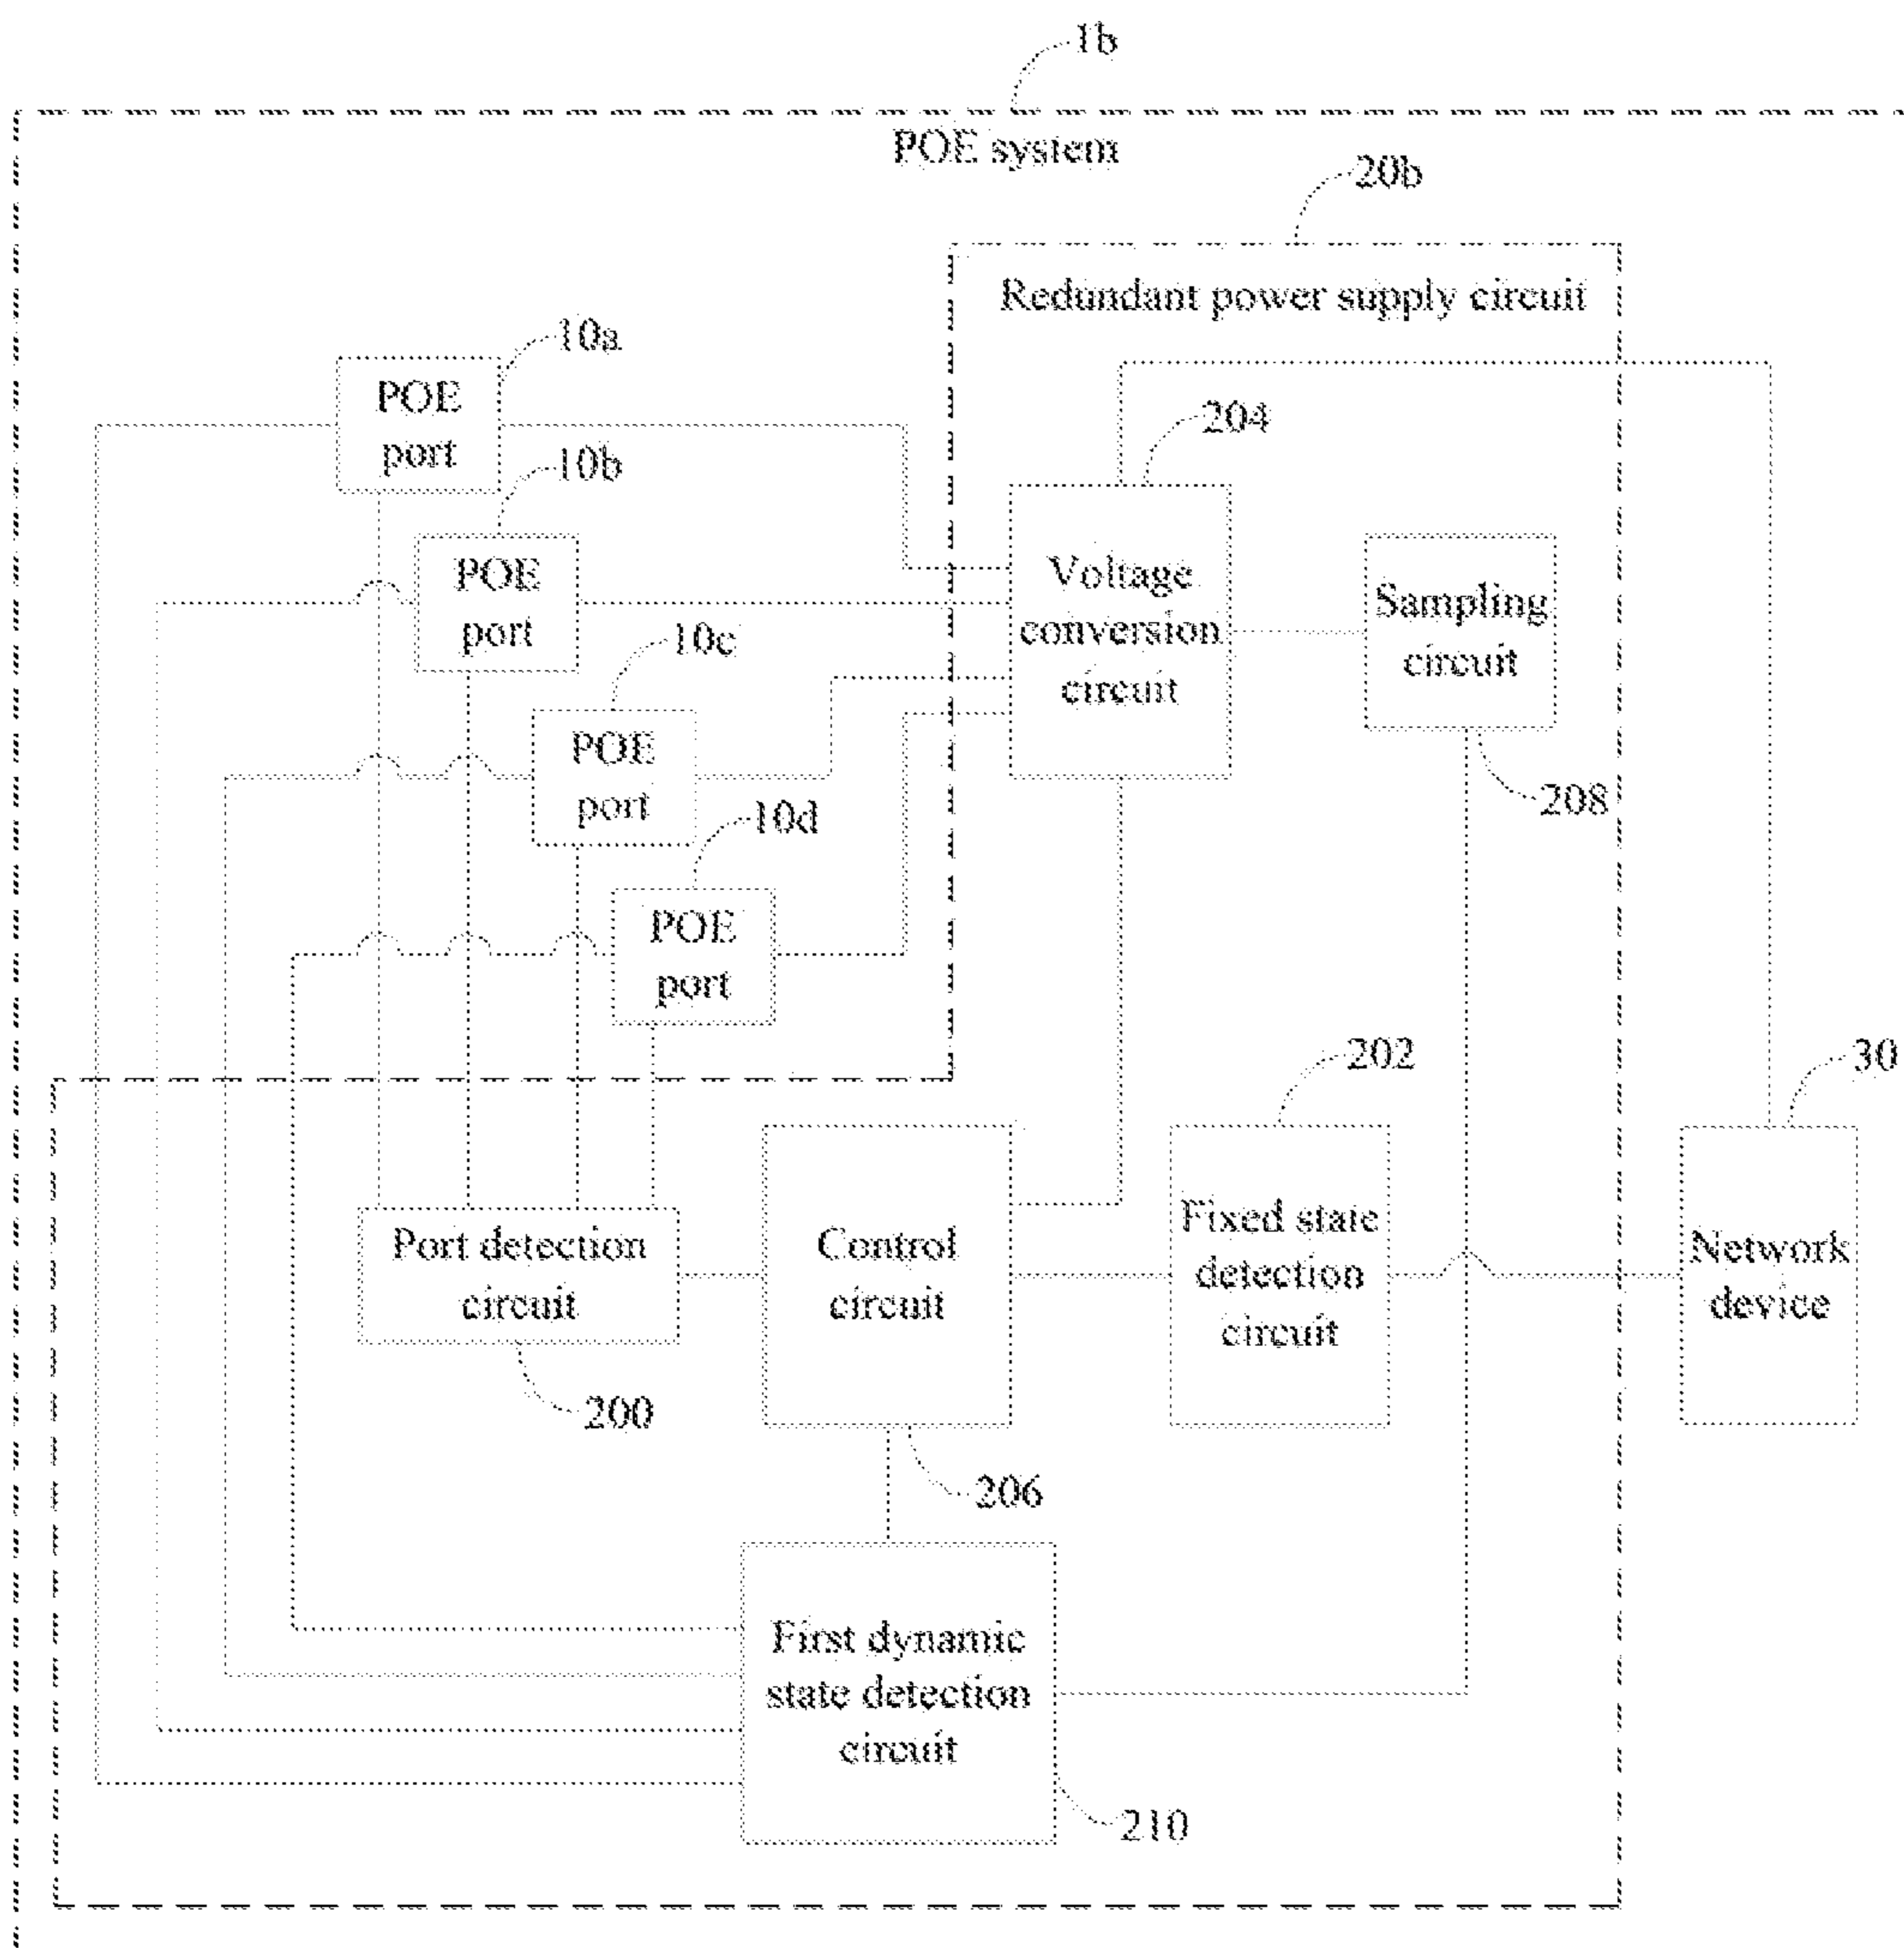 1b
POE system
20b
Redundant power supply circuit
10a
POE
port
204
10b
POE
port
Voltage
conversion
circuit
Sampling
circuit
10c
POE
port
208
10d
POE
port
202
30
Port detection
circuit
Control
circuit
Fixed state
detection
circuit
Network
device
200
206
First dynamic
state detection
circuit
210